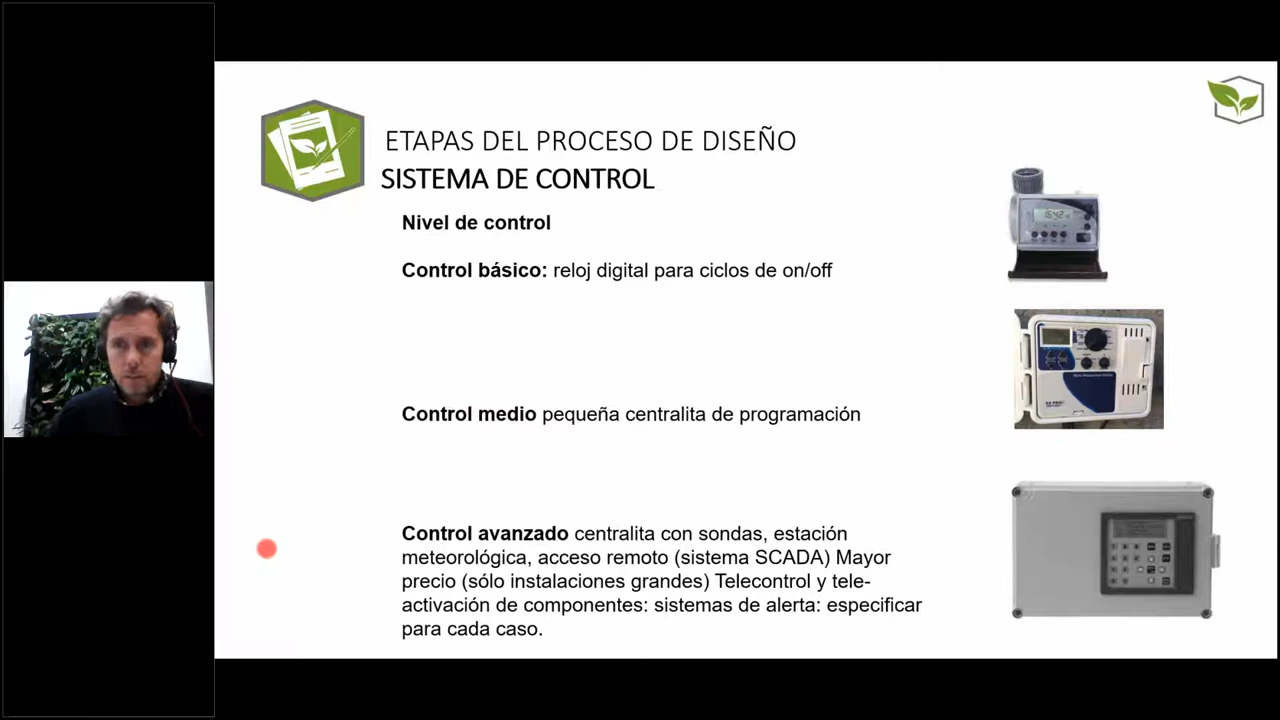 ETAPAS DEL PROCESO DE DISEÑO
SISTEMA DE CONTROL
Nivel de control
Control básico: reloj digital para ciclos de on/off
Control medio pequeña centralita de programación
Control avanzado centralita con sondas, estación
meteorológica, acceso remoto (sistema SCADA) Mayor
precio (sólo instalaciones grandes) Telecontrol y tele-
activación de componentes: sistemas de alerta: especificar
para cada caso.